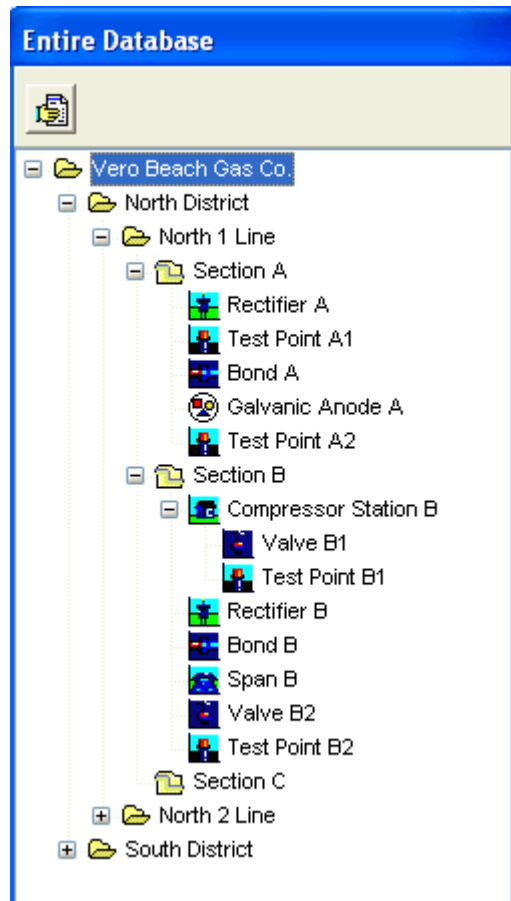 Entire Database
Vero Beach Gas Co.
North District
North 1 Line
Section A
Rectifier A
Test Point A1
Bond A
Galvanic Anode A
Test Point A2
Section B
Compressor Station B
Valve B1
Test Point B1
Rectifier B
Bond B
Span B
Valve B2
Test Point B2
Section C
North 2 Line
South District